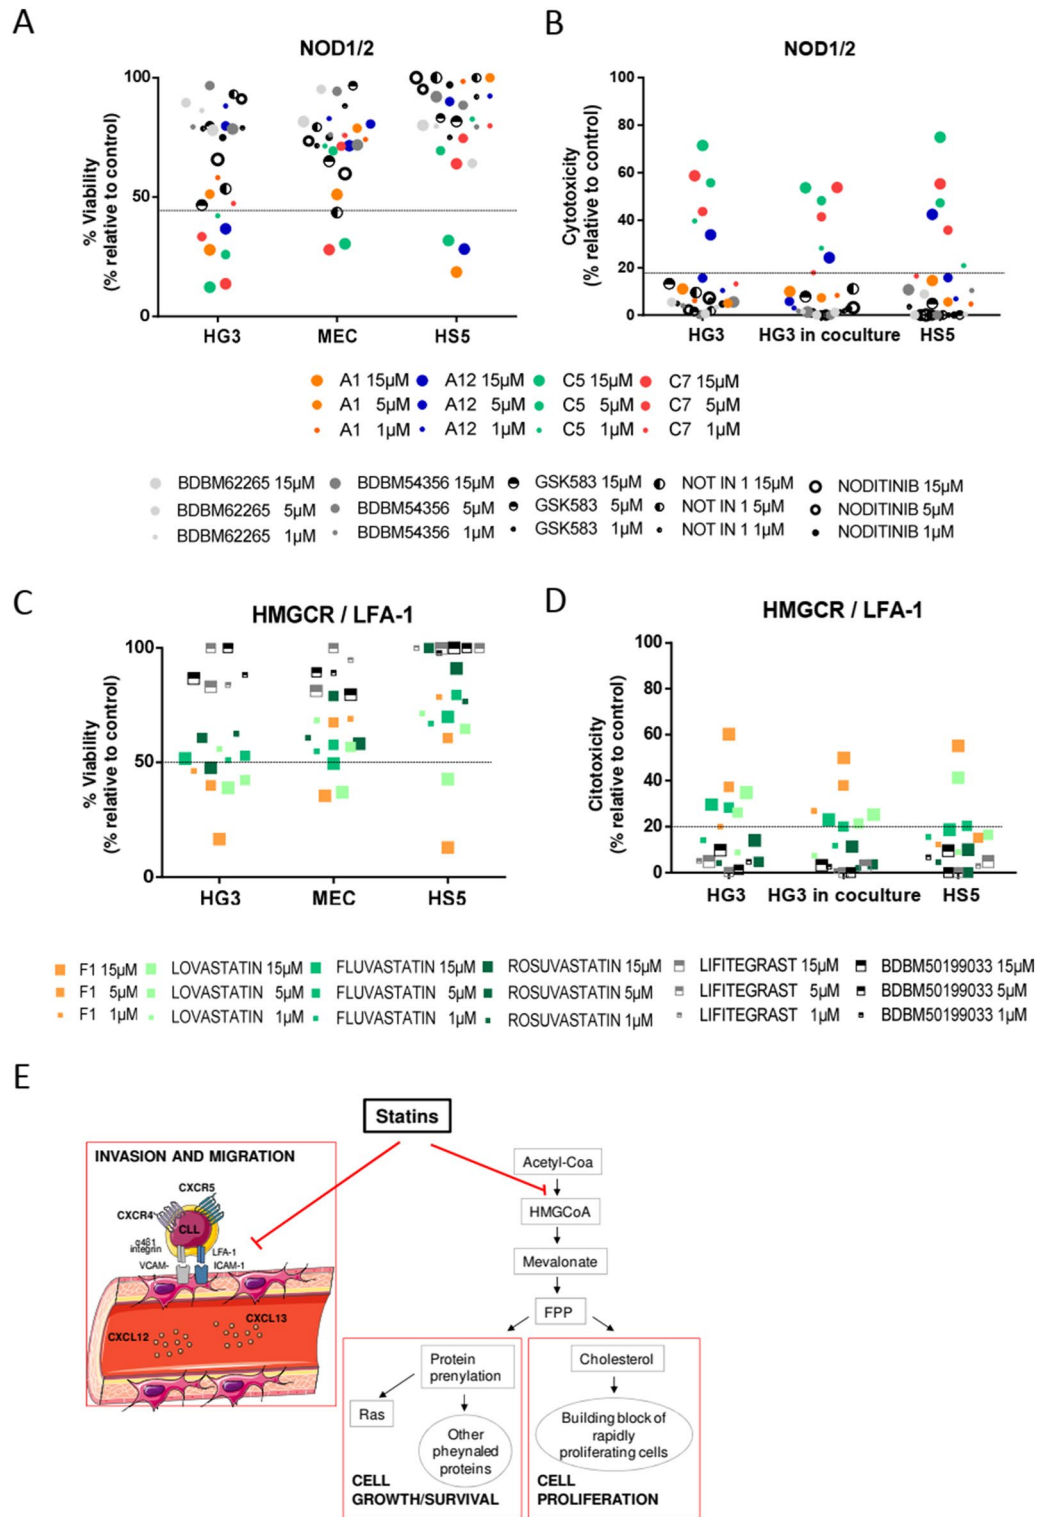 A
NOD1/2
% Viability
(% relative to control)
100
50
0
HG3 MEC HS5
B
NOD1/2
Cytotoxicity
(% relative to control)
100
80
60
40
20
0
HG3 HG3 in coculture HS5
A1 15µM A12 15µM C5 15µM C7 15µM
A1 5µM A12 5µM C5 5µM C7 5µM
A1 1µM A12 1µM C5 1µM C7 1µM
BDBM62265 15µM BDBM54356 15µM GSK583 15µM NOT IN 1 15µM NODITINIB 15µM
BDBM62265 5µM BDBM54356 5µM GSK583 5µM NOT IN 1 5µM NODITINIB 5µM
BDBM62265 1µM BDBM54356 1µM GSK583 1µM NOT IN 1 1µM NODITINIB 1µM
C
HMGCR / LFA-1
% Viability
(% relative to control)
100
50
0
HG3 MEC HS5
D
HMGCR / LFA-1
Citotoxicity
(% relative to control)
100
80
60
40
20
0
HG3 HG3 in coculture HS5
F1 15µM LOVASTATIN 15µM FLUVASTATIN 15µM ROSUVASTATIN 15µM LIFITEGRAST 15µM BDBM50199033 15µM
F1 5µM LOVASTATIN 5µM FLUVASTATIN 5µM ROSUVASTATIN 5µM LIFITEGRAST 5µM BDBM50199033 5µM
F1 1µM LOVASTATIN 1µM FLUVASTATIN 1µM ROSUVASTATIN 1µM LIFITEGRAST 1µM BDBM50199033 1µM
E
Statins
INVASION AND MIGRATION
CXCR5
CXCR4
CLL
α4β1
integrin
LFA-1
VCAM-
ICAM-1
CXCL13
CXCL12
Acetyl-Coa
HMGCoA
Mevalonate
FPP
Protein
prenylation
Ras
Other
pheynaled
proteins
CELL
GROWTH/SURVIVAL
Cholesterol
Building block of
rapidly
proliferating cells
CELL
PROLIFERATION